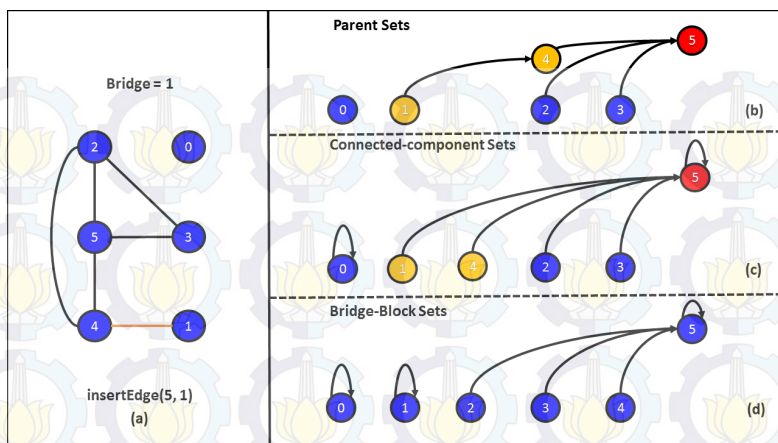 Bridge = 1
2
0
5
3
4
1
insertEdge(5, 1)
(a)
Parent Sets
5
4
0
1
2
3
(b)
Connected-component Sets
5
0
1
4
2
3
(c)
Bridge-Block Sets
5
0
1
2
3
4
(d)